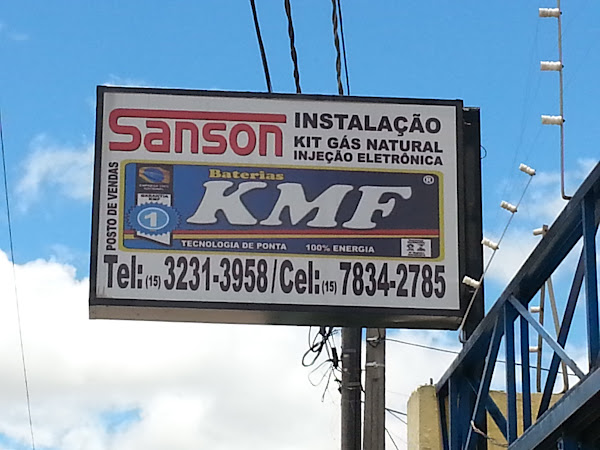 Sanson
INSTALAÇÃO
KIT GÁS NATURAL
INJEÇÃO ELETRÔNICA
POSTO DE VENDAS
Baterias
KMF®
1
TECNOLOGIA DE PONTA 100% ENERGIA
Tel:(15) 3231-3958/Cel:(15) 7834-2785